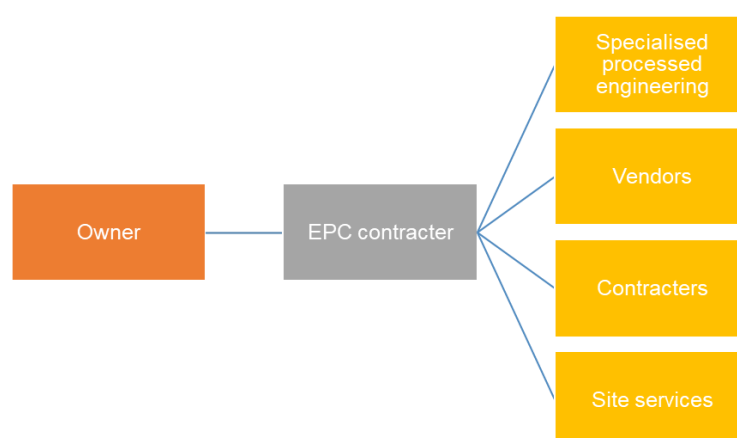 Specialised
processed
engineering
Vendors
Owner
EPC contracter
Contracters
Site services